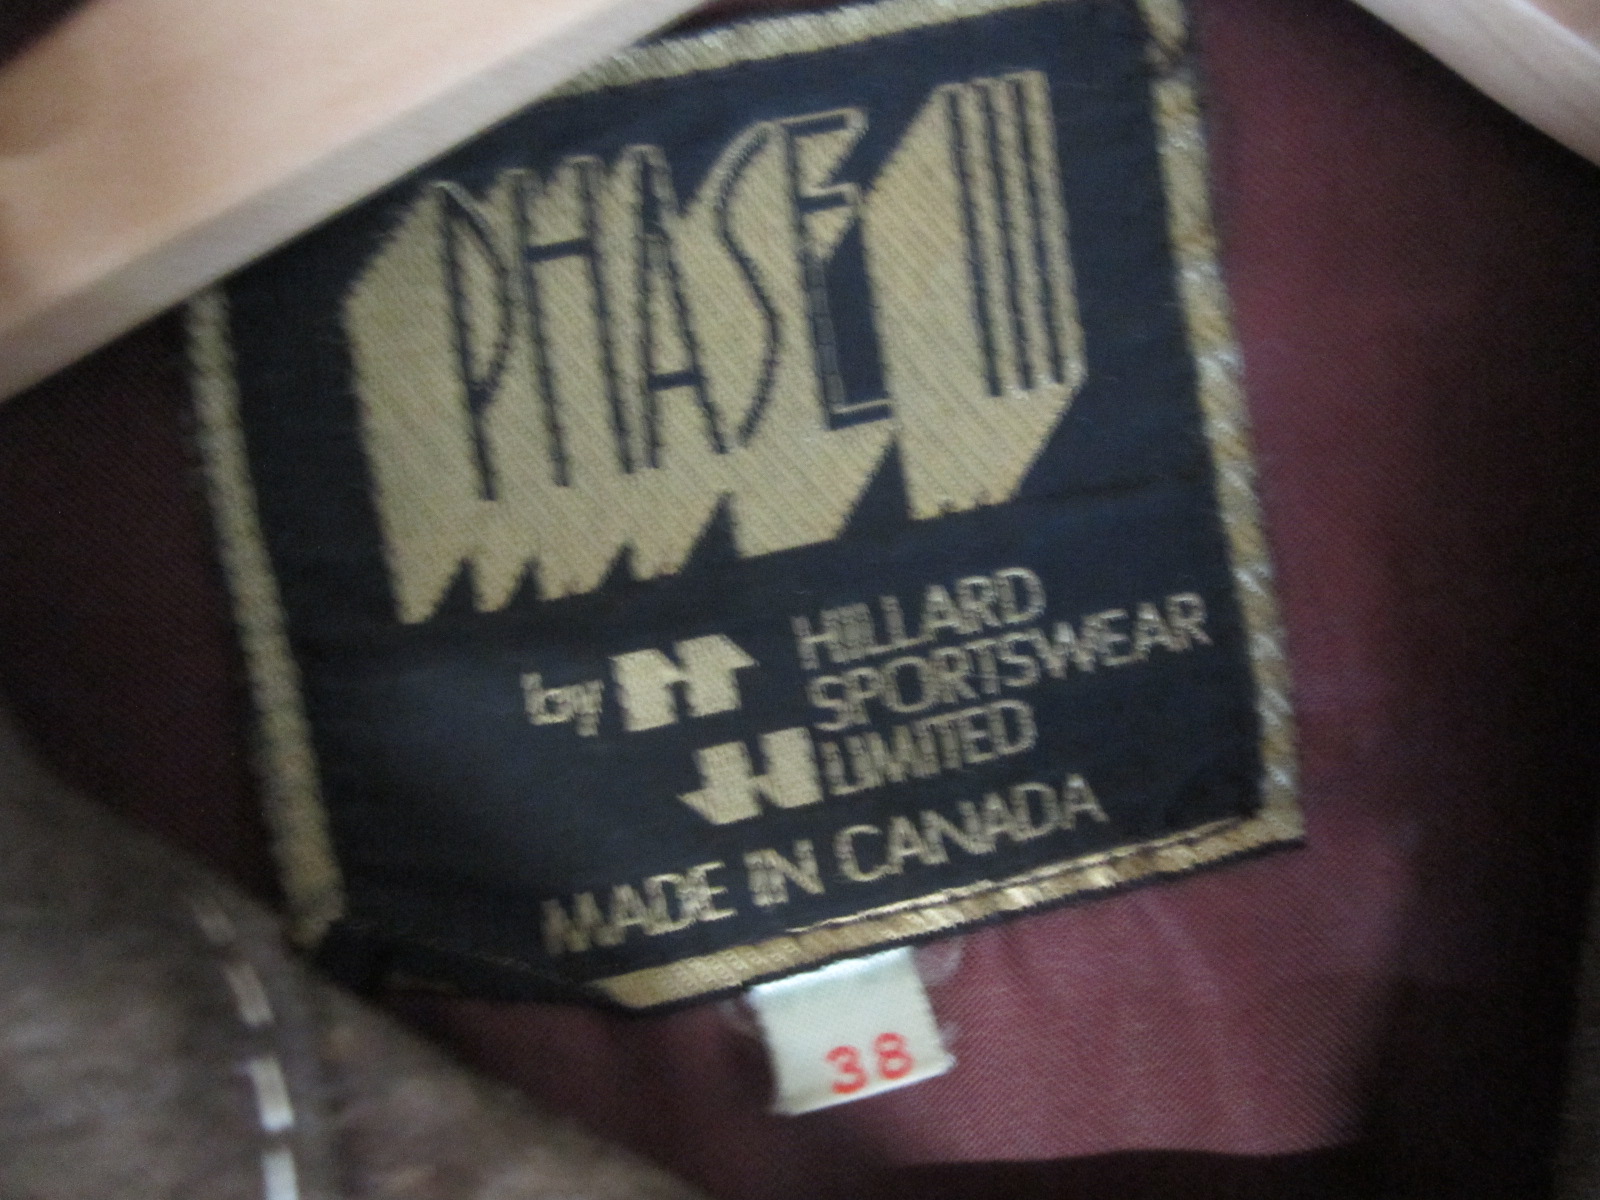 PHASE III
by HILLARD
SPORTSWEAR
LIMITED
MADE IN CANADA
38